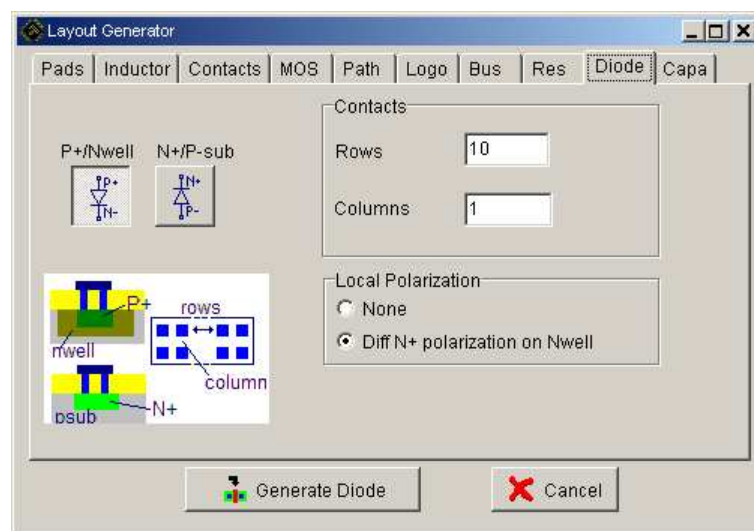 Layout Generator
Pads Inductor Contacts MOS Path Logo Bus Res Diode Capa
P+/Nwell N+/P-sub
P+
N-
N+
P-
Contacts
Rows 10
Columns 1
P+
nwell
rows
column
N+
psub
Local Polarization
None
Diff N+ polarization on Nwell
Generate Diode Cancel